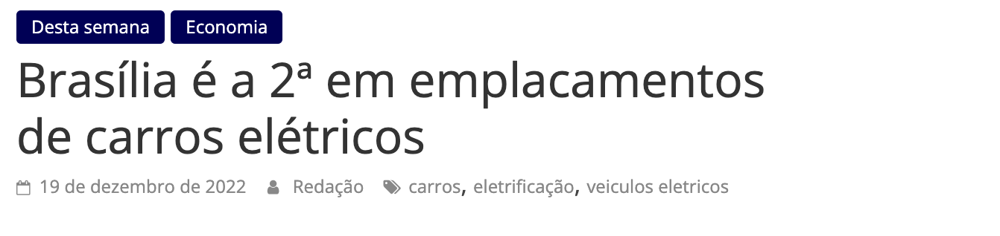 Desta semana Economia
Brasília é a 2ª em emplacamentos
de carros elétricos
19 de dezembro de 2022 Redação carros, eletrificação, veiculos eletricos